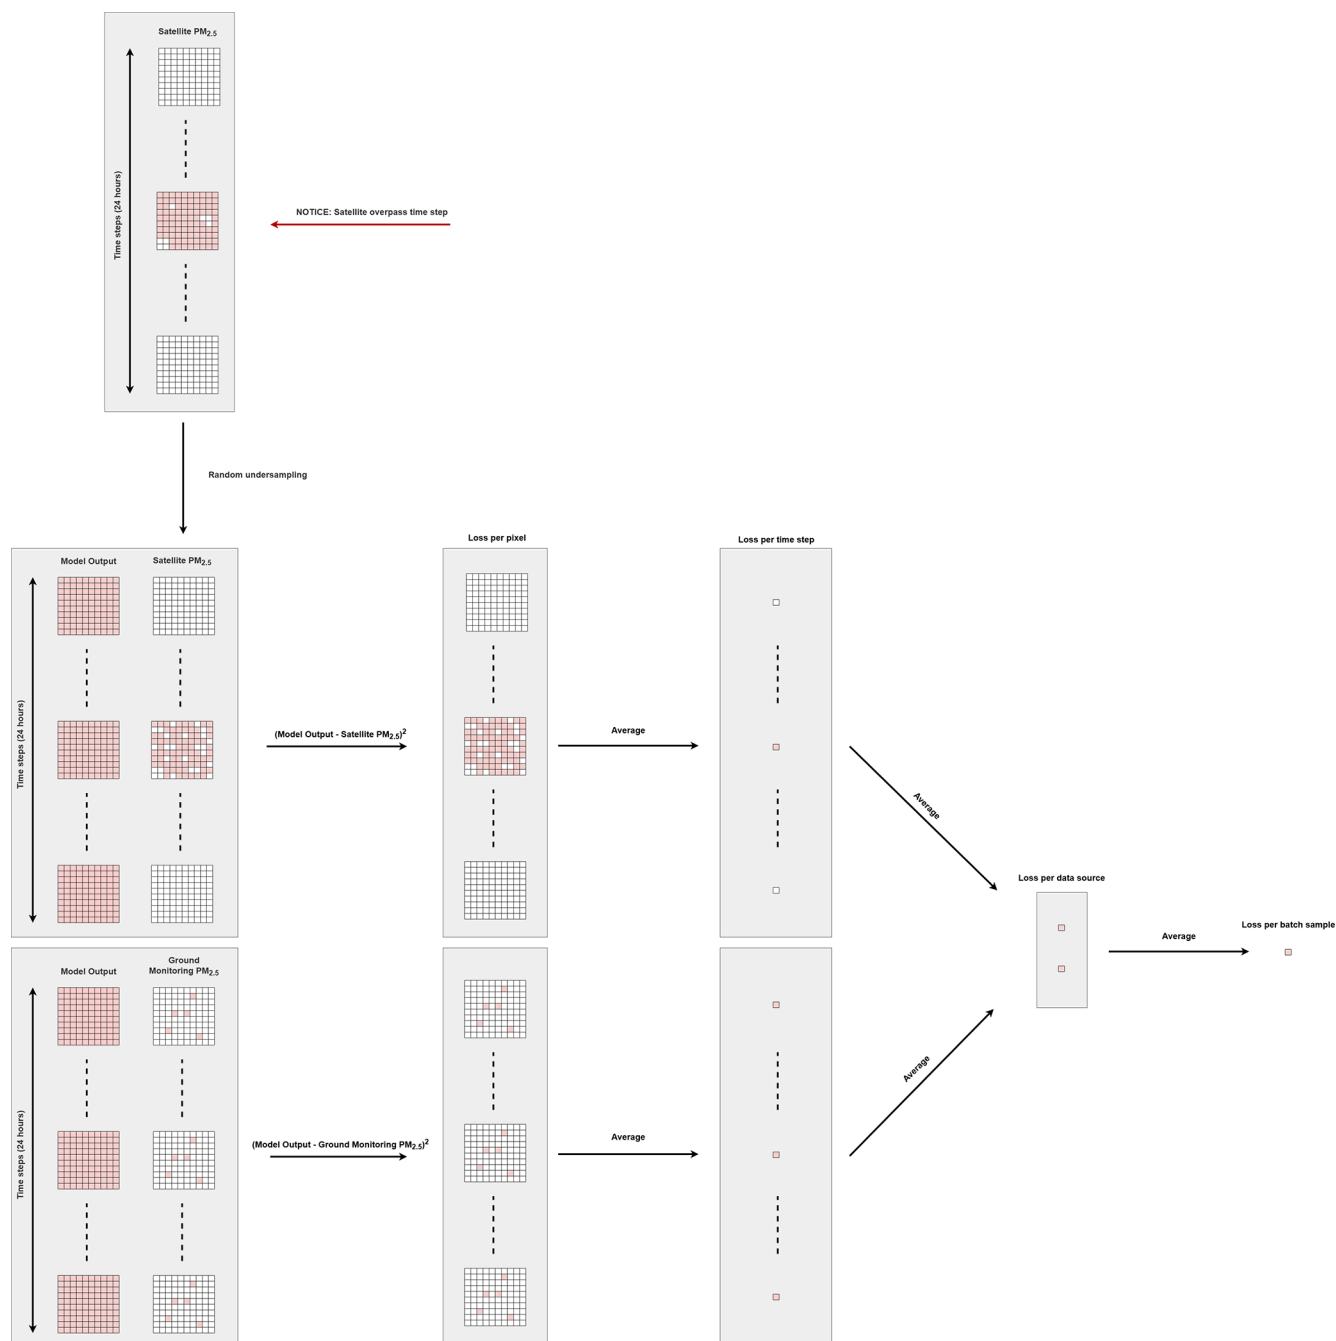 Satellite PM2.5
Time steps (24 hours)
NOTICE: Satellite overpass time step
Random undersampling
Model Output
Satellite PM2.5
Time steps (24 hours)
(Model Output - Satellite PM2.5)2
Loss per pixel
Average
Loss per time step
Average
Loss per data source
Average
Loss per batch sample
Model Output
Ground
Monitoring PM2.5
Time steps (24 hours)
(Model Output - Ground Monitoring PM2.5)2
Average
Average